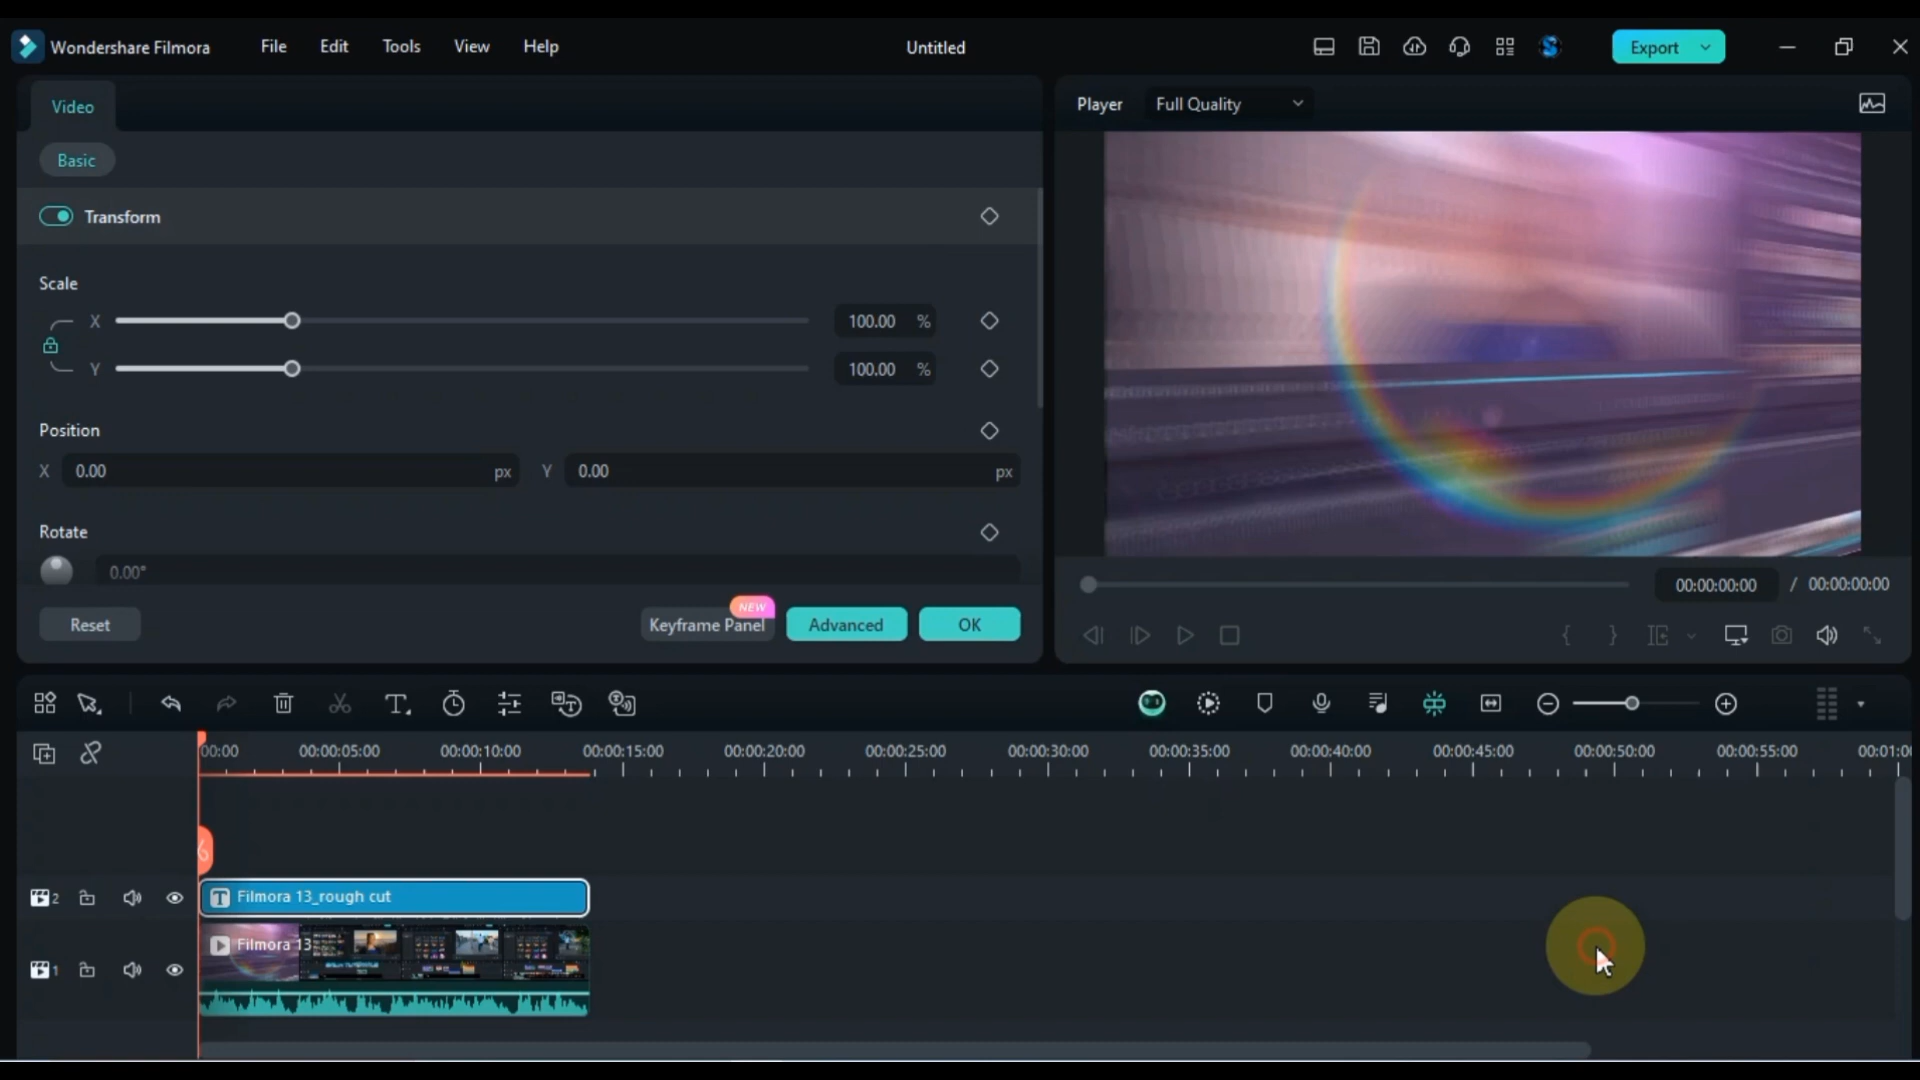 Wondershare Filmora File Edit Tools View Help Untitled Export
Video
Player Full Quality
Basic
Transform
Scale
X 100.00 %
Y 100.00 %
Position
X 0.00 px Y 0.00 px
Rotate
0.00°
00:00:00:00 / 00:00:00:00
NEW
Reset Keyframe Panel Advanced OK
00:00 00:00:05:00 00:00:10:00 00:00:15:00 00:00:20:00 00:00:25:00 00:00:30:00 00:00:35:00 00:00:40:00 00:00:45:00 00:00:50:00 00:00:55:00 00:01:0
2 Filmora 13_rough cut
Filmora 13
1